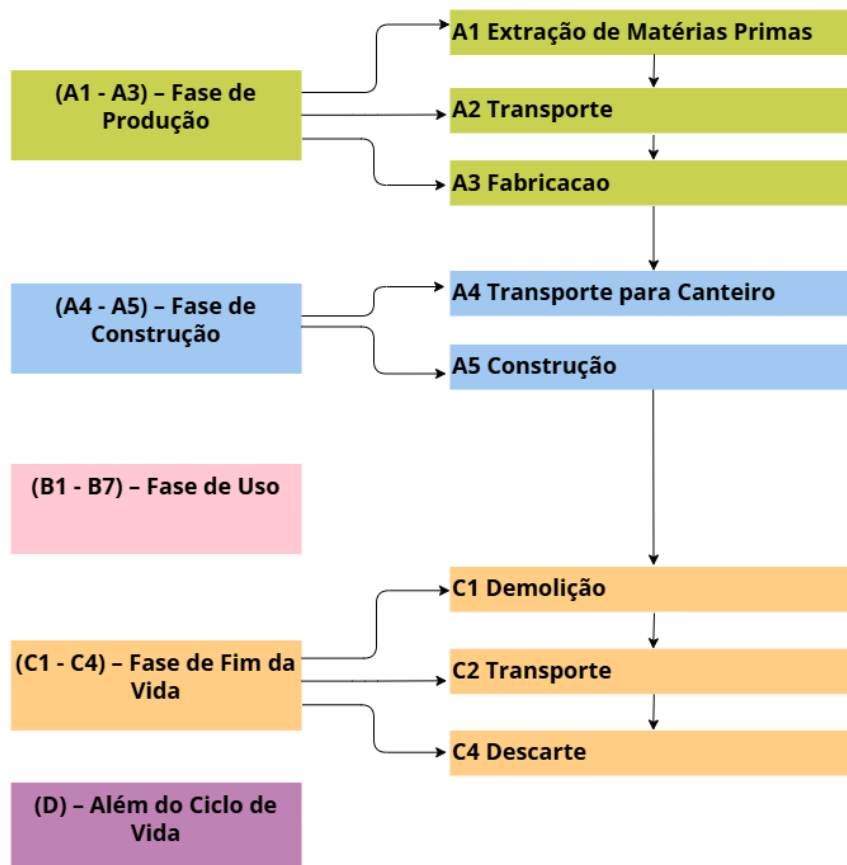 A1 Extração de Matérias Primas
(A1 - A3) – Fase de
Produção
A2 Transporte
A3 Fabricacao
(A4 - A5) – Fase de
Construção
A4 Transporte para Canteiro
A5 Construção
(B1 - B7) – Fase de Uso
C1 Demolição
(C1 - C4) – Fase de Fim da
Vida
C2 Transporte
C4 Descarte
(D) – Além do Ciclo de
Vida